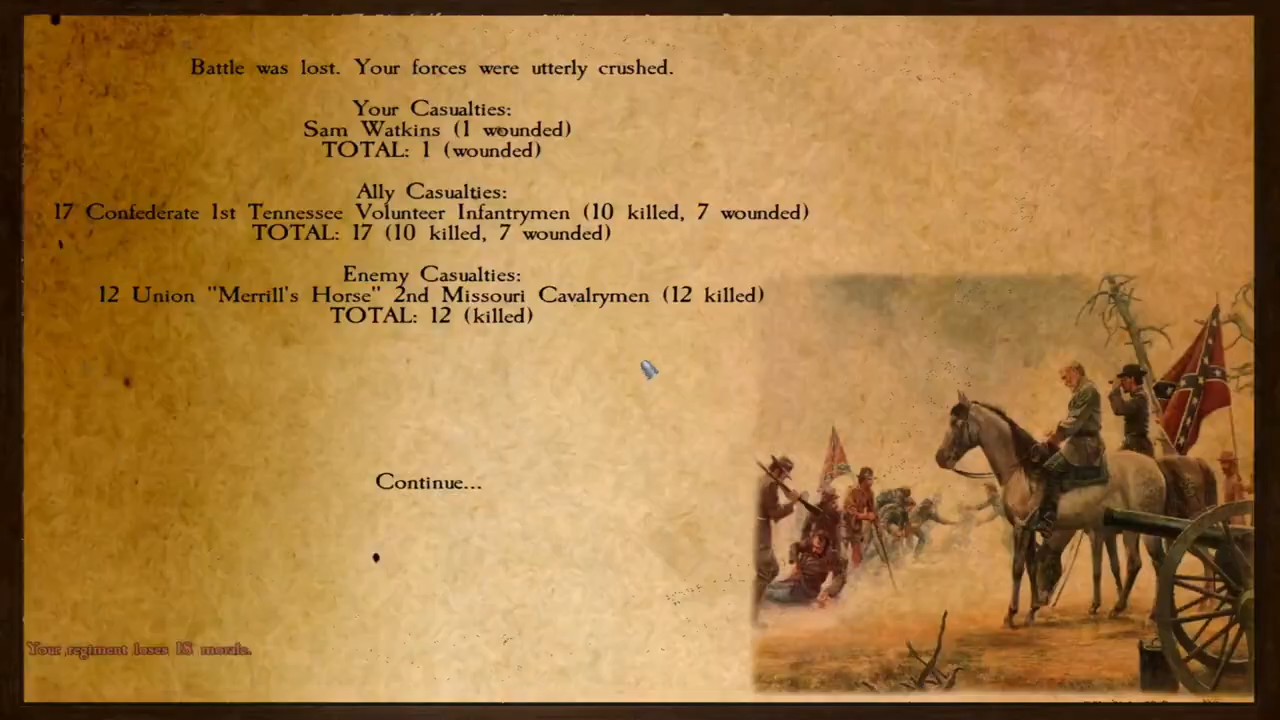 Battle was lost. Your forces were utterly crushed.
Your Casualties:
Sam Watkins (1 wounded)
TOTAL: 1 (wounded)
Ally Casualties:
17 Confederate 1st Tennessee Volunteer Infantrymen (10 killed, 7 wounded)
TOTAL: 17 (10 killed, 7 wounded)
Enemy Casualties:
12 Union "Merrill's Horse" 2nd Missouri Cavalrymen (12 killed)
TOTAL: 12 (killed)
Continue...
Your regiment loses 18 morale.